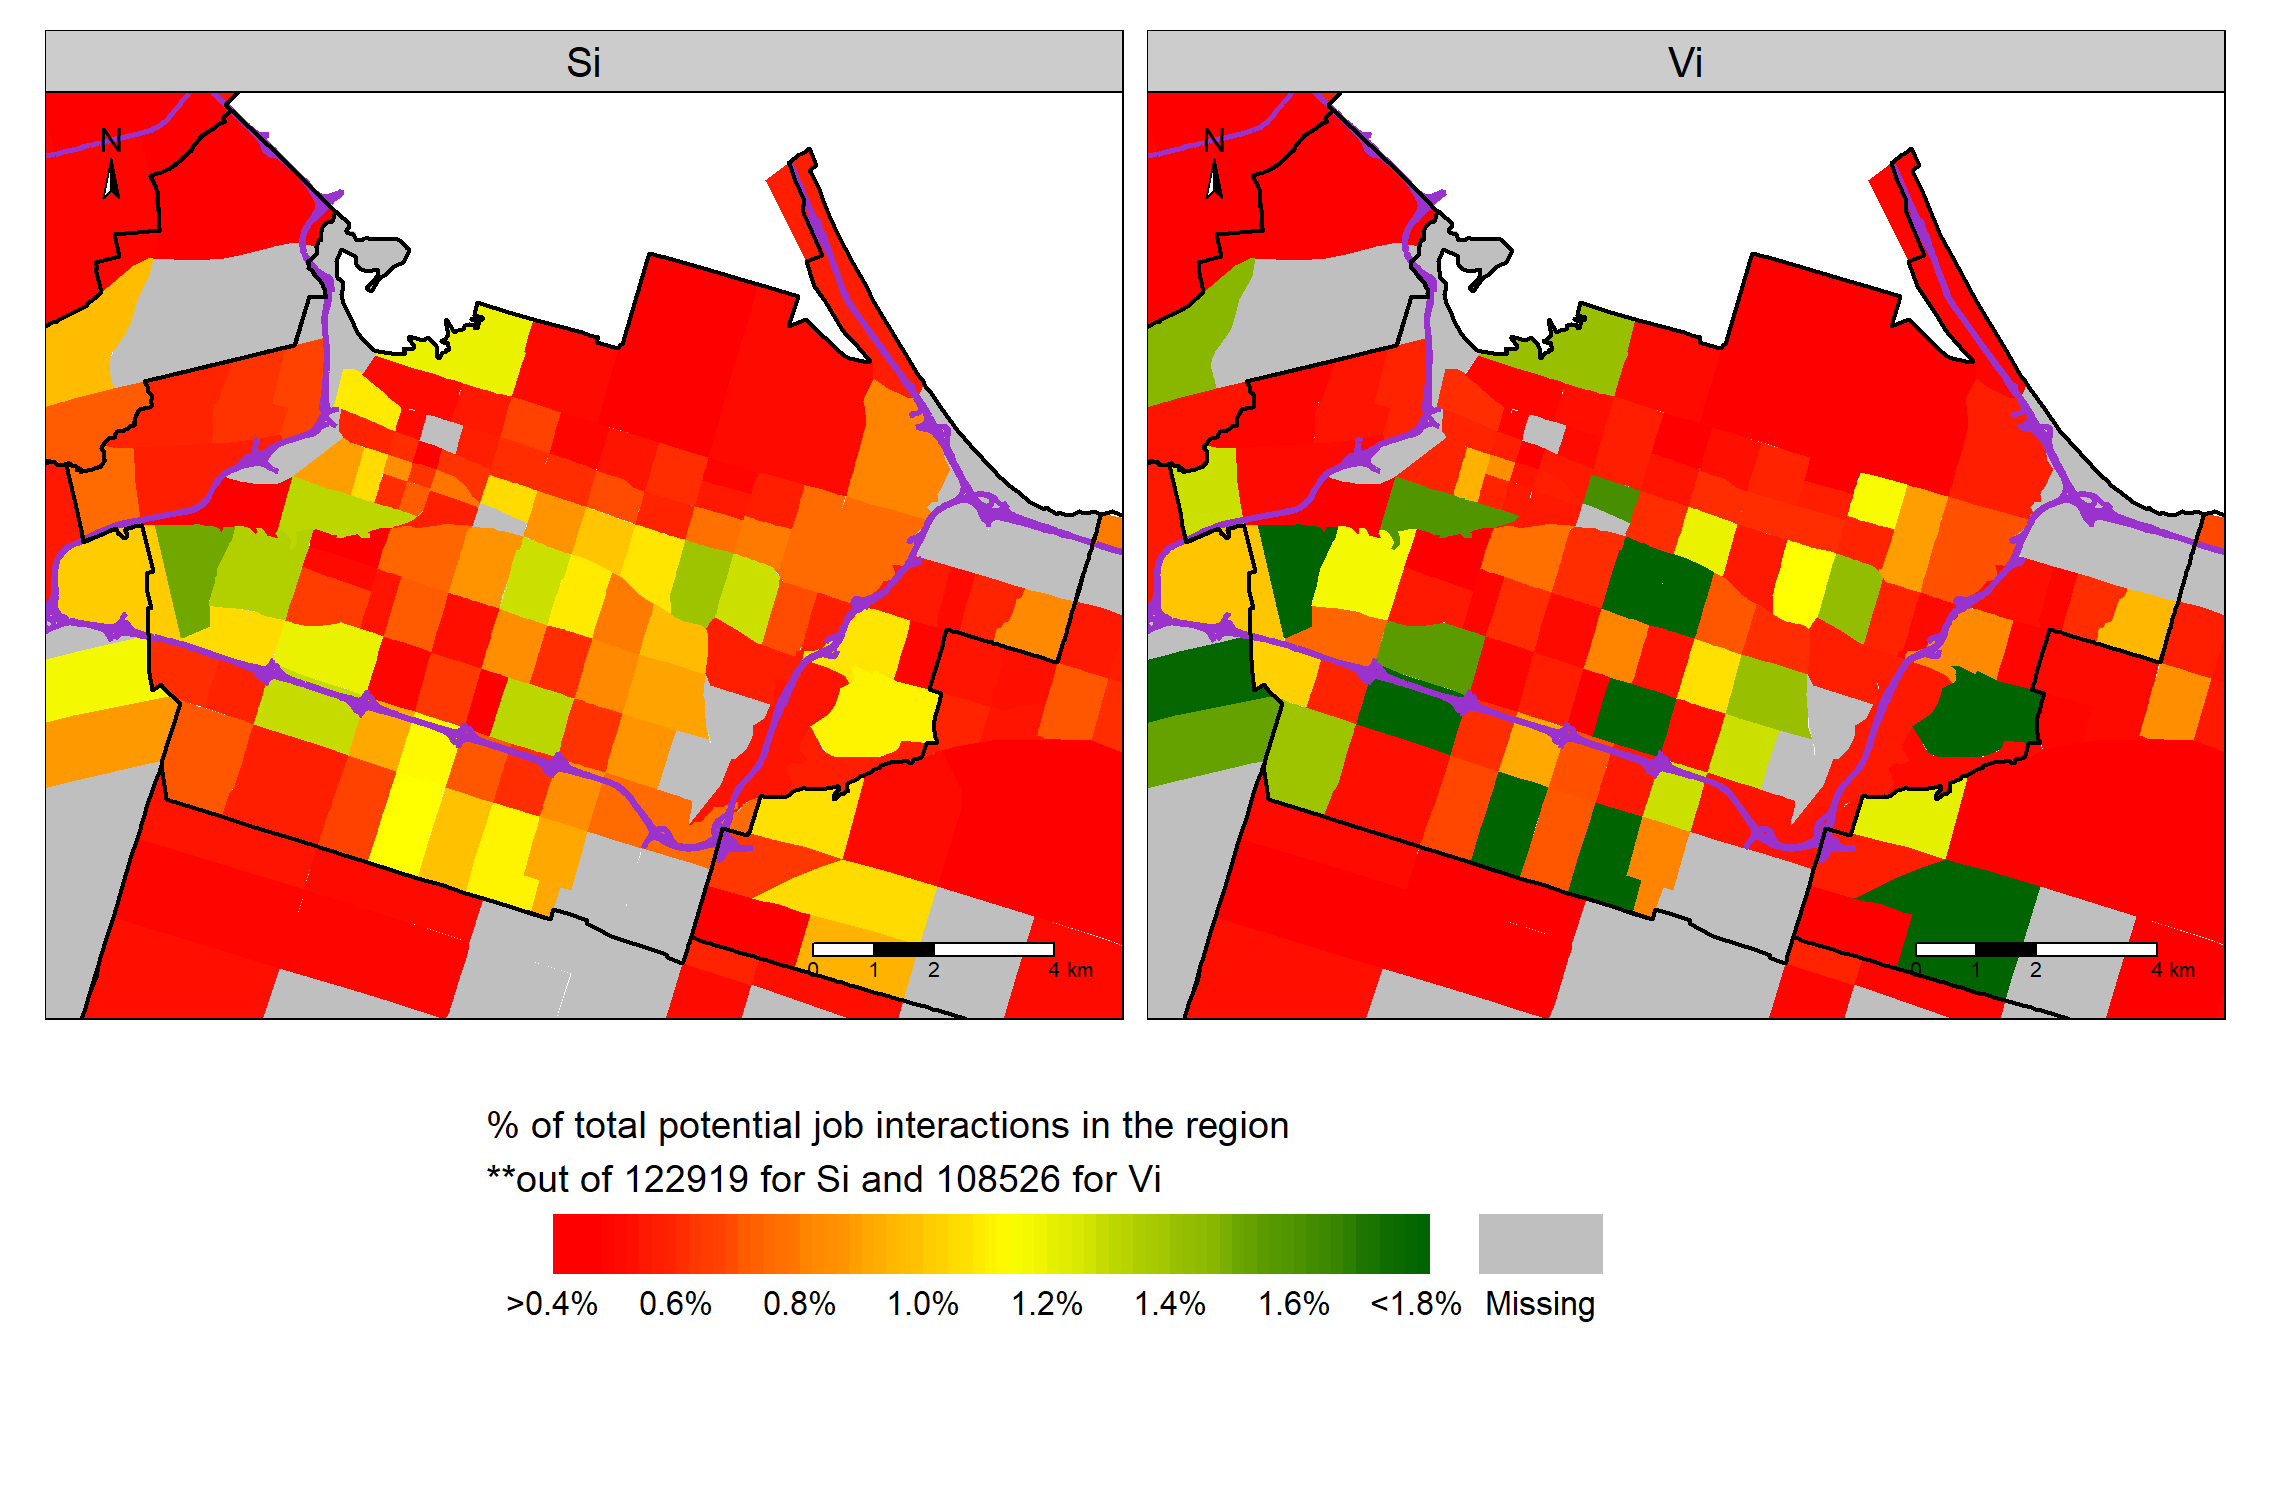 Si
Vi
N
N
0 1 2 4 km
0 1 2 4 km
% of total potential job interactions in the region
**out of 122919 for Si and 108526 for Vi
>0.4% 0.6% 0.8% 1.0% 1.2% 1.4% 1.6% <1.8% Missing